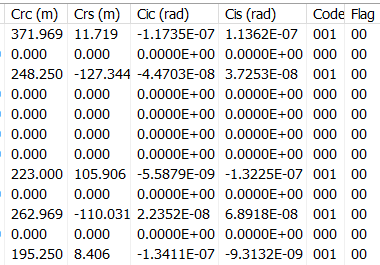 Crc (m) Crs (m) Cic (rad) Cis (rad) Code Flag
371.969 11.719 -1.1735E-07 1.1362E-07 001 00
0.000 0.000 0.0000E+00 0.0000E+00 000 00
248.250 -127.344 -4.4703E-08 3.7253E-08 001 00
0.000 0.000 0.0000E+00 0.0000E+00 000 00
0.000 0.000 0.0000E+00 0.0000E+00 000 00
0.000 0.000 0.0000E+00 0.0000E+00 000 00
0.000 0.000 0.0000E+00 0.0000E+00 000 00
223.000 105.906 -5.5879E-09 -1.3225E-07 001 00
0.000 0.000 0.0000E+00 0.0000E+00 000 00
262.969 -110.031 2.2352E-08 6.8918E-08 001 00
0.000 0.000 0.0000E+00 0.0000E+00 000 00
195.250 8.406 -1.3411E-07 -9.3132E-09 001 00